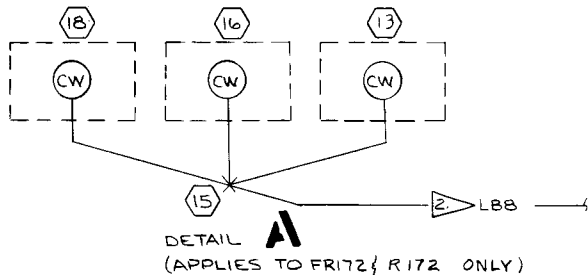 18 16 13
CW CW CW
15
2. LB8
DETAIL A
(APPLIES TO FR172 & R172 ONLY)